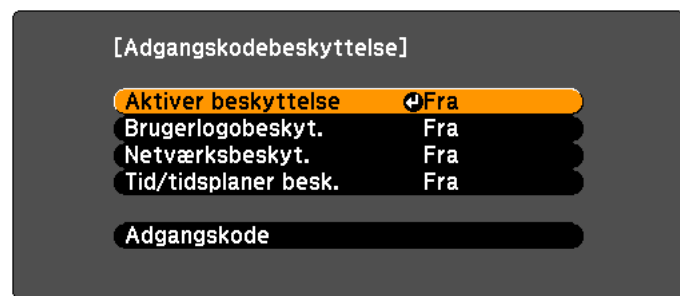 [Adgangskodebeskyttelse]
Aktiver beskyttelse Fra
Brugerlogobeskyt. Fra
Netværksbeskyt. Fra
Tid/tidsplaner besk. Fra
Adgangskode